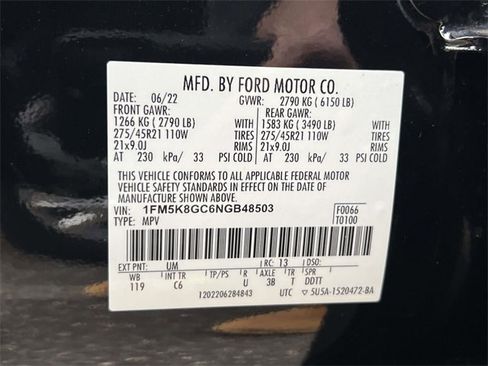 MFD. BY FORD MOTOR CO.
DATE: 06/22 GVWR: 2790 KG ( 6150 LB)
FRONT GAWR: REAR GAWR:
1266 KG ( 2790 LB) 1583 KG ( 3490 LB)
275/45R21 110W TIRES 275/45R21 110W TIRES
21x9.0J RIMS 21x9.0J RIMS
AT 230 kPa/ 33 PSI COLD AT 230 kPa/ 33 PSI COLD
THIS VEHICLE CONFORMS TO ALL APPLICABLE FEDERAL MOTOR
VEHICLE SAFETY STANDARDS IN EFFECT ON THE DATE OF
MANUFACTURE SHOWN ABOVE.
VIN: 1FM5K8GC6NGB48503 F0066
TYPE: MPV T0100
EXT PNT: UM RC: 13 DSO:
WB INT TR TP/PS R AXLE TR SPR
119 C6 U 3B T DDTT
1202206284843 UTC 5U5A-1520472-BA